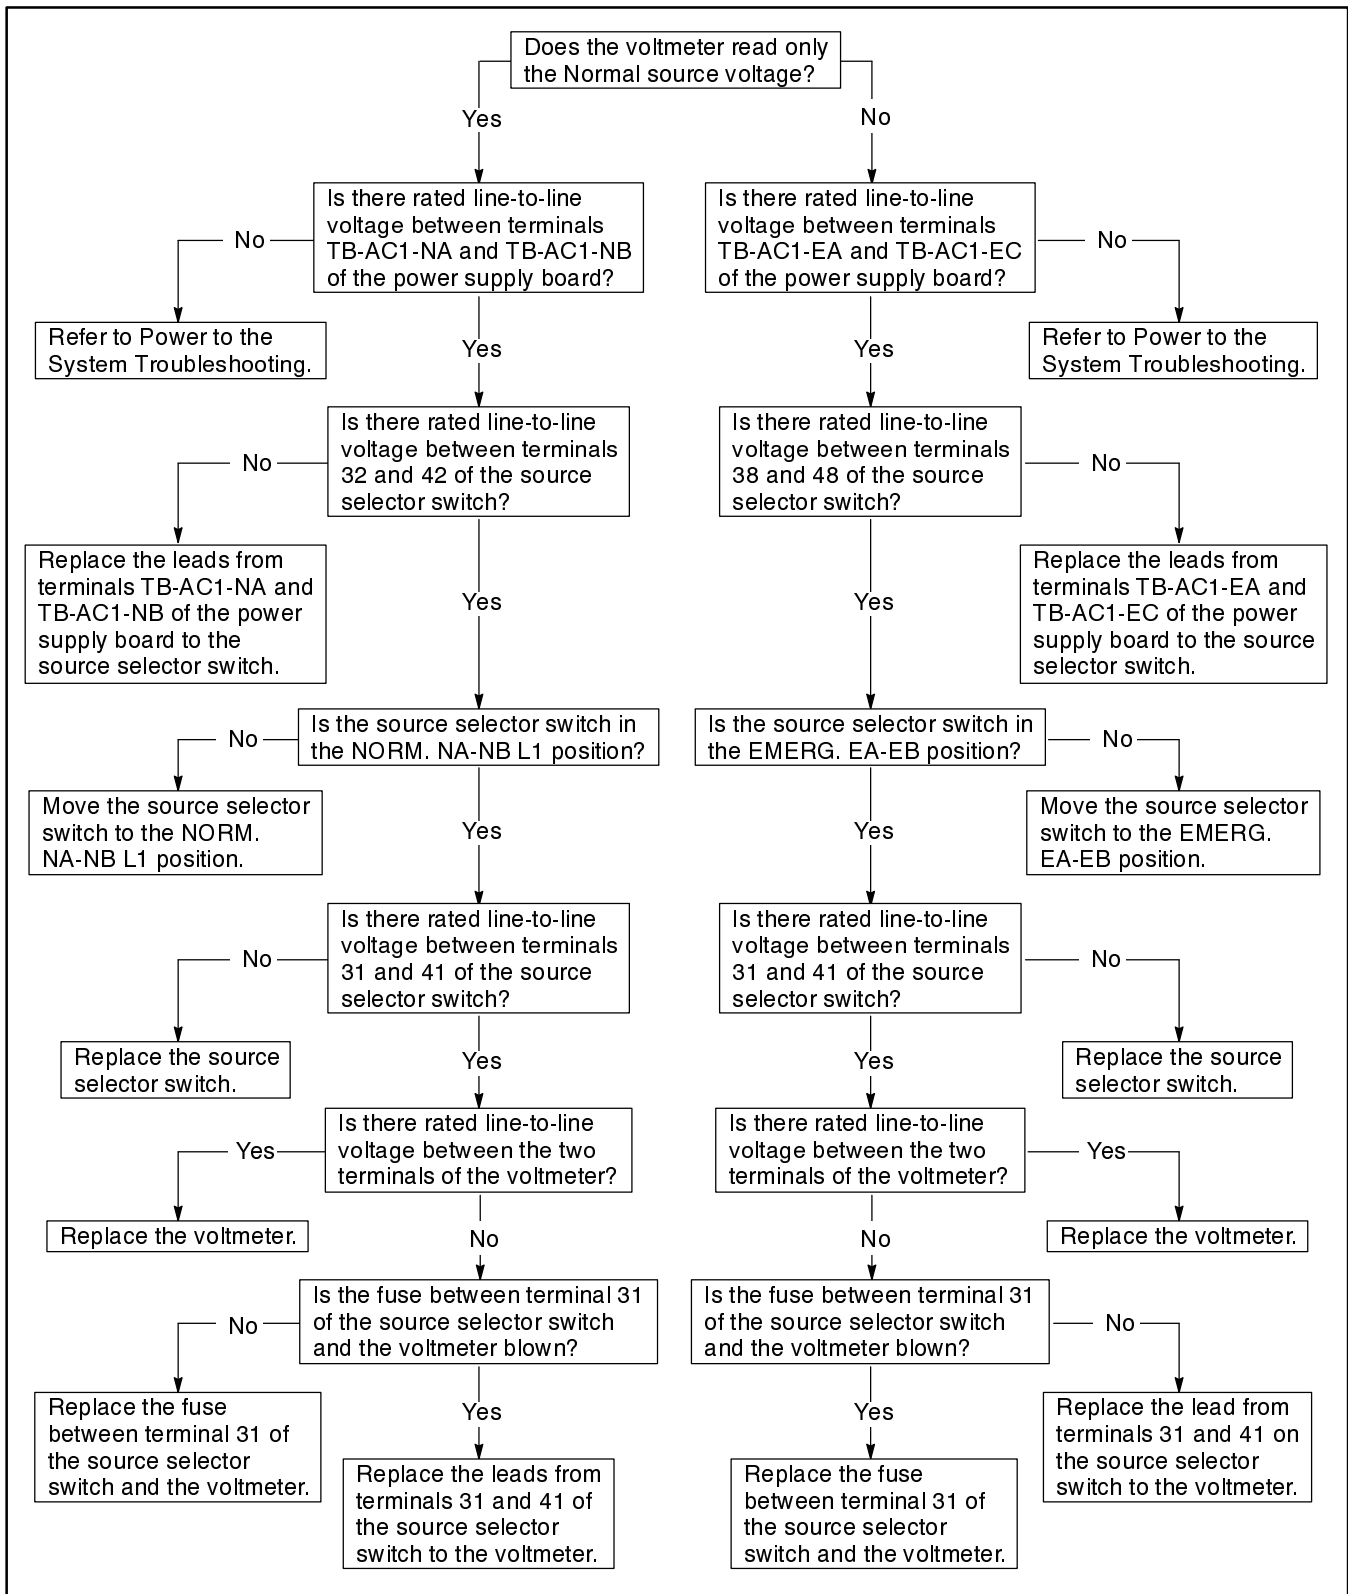 Does the voltmeter read only
the Normal source voltage?
Yes
No
Is there rated line-to-line
voltage between terminals
TB-AC1-NA and TB-AC1-NB
of the power supply board?
Is there rated line-to-line
voltage between terminals
TB-AC1-EA and TB-AC1-EC
of the power supply board?
No
No
Refer to Power to the
System Troubleshooting.
Yes
Yes
Refer to Power to the
System Troubleshooting.
Is there rated line-to-line
voltage between terminals
32 and 42 of the source
selector switch?
Is there rated line-to-line
voltage between terminals
38 and 48 of the source
selector switch?
No
No
Replace the leads from
terminals TB-AC1-NA and
TB-AC1-NB of the power
supply board to the
source selector switch.
Yes
Yes
Replace the leads from
terminals TB-AC1-EA and
TB-AC1-EC of the power
supply board to the source
selector switch.
Is the source selector switch in
the NORM. NA-NB L1 position?
Is the source selector switch in
the EMERG. EA-EB position?
No
No
Move the source selector
switch to the NORM.
NA-NB L1 position.
Yes
Yes
Move the source selector
switch to the EMERG.
EA-EB position.
Is there rated line-to-line
voltage between terminals
31 and 41 of the source
selector switch?
Is there rated line-to-line
voltage between terminals
31 and 41 of the source
selector switch?
No
No
Replace the source
selector switch.
Yes
Yes
Replace the source
selector switch.
Is there rated line-to-line
voltage between the two
terminals of the voltmeter?
Is there rated line-to-line
voltage between the two
terminals of the voltmeter?
Yes
Yes
Replace the voltmeter.
No
No
Replace the voltmeter.
Is the fuse between terminal 31
of the source selector switch
and the voltmeter blown?
Is the fuse between terminal 31
of the source selector switch
and the voltmeter blown?
No
No
Replace the fuse
between terminal 31 of
the source selector
switch and the voltmeter.
Yes
Yes
Replace the lead from
terminals 31 and 41 on
the source selector
switch to the voltmeter.
Replace the leads from
terminals 31 and 41 of
the source selector
switch to the voltmeter.
Replace the fuse
between terminal 31 of
the source selector
switch and the voltmeter.